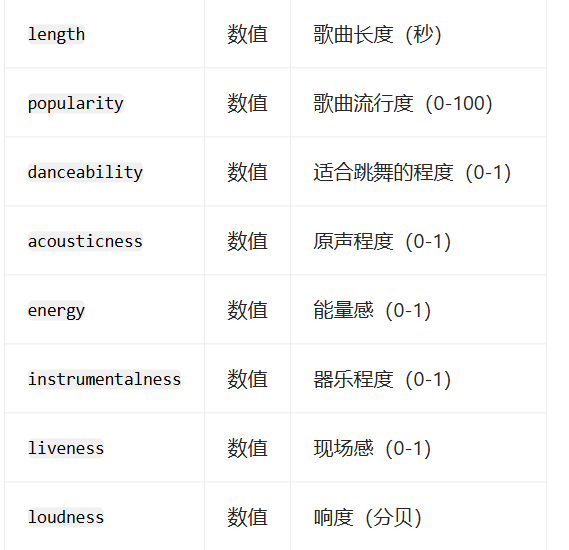 length 数值 歌曲长度（秒）
popularity 数值 歌曲流行度（0-100）
danceability 数值 适合跳舞的程度（0-1）
acousticness 数值 原声程度（0-1）
energy 数值 能量感（0-1）
instrumentalness 数值 器乐程度（0-1）
liveness 数值 现场感（0-1）
loudness 数值 响度（分贝）